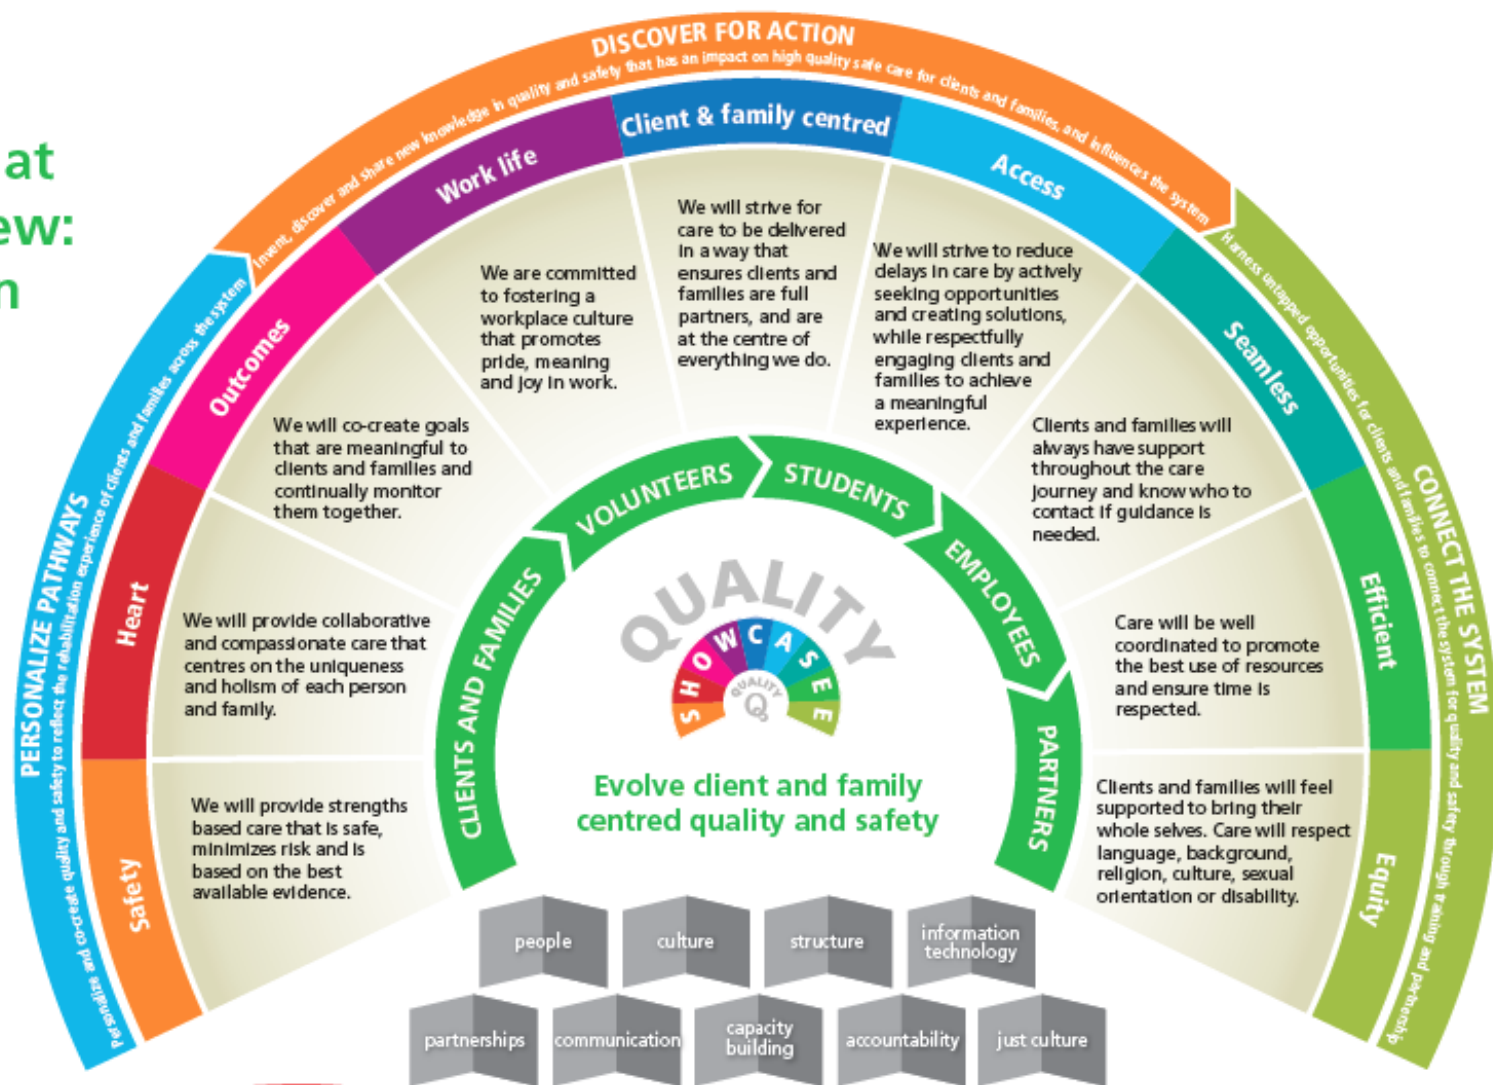 at
ew:
n
DISCOVER FOR ACTION
Invent, discover and share new knowledge in quality and safety that has an impact on high quality safe care for clients and families, and influences the system
PERSONALIZE PATHWAYS
Personalize and co-create quality and safety to reflect the rehabilitation experience of clients and families across the system
CONNECT THE SYSTEM
Harness untapped opportunities for clients and families to connect the system for quality and safety through training and partnership
Safety
We will provide strengths
based care that is safe,
minimizes risk and is
based on the best
available evidence.
Heart
We will provide collaborative
and compassionate care that
centres on the uniqueness
and holism of each person
and family.
Outcomes
We will co-create goals
that are meaningful to
clients and families and
continually monitor
them together.
Work life
We are committed
to fostering a
workplace culture
that promotes
pride, meaning
and joy in work.
Client & family centred
We will strive for
care to be delivered
in a way that
ensures clients and
families are full
partners, and are
at the centre of
everything we do.
Access
We will strive to reduce
delays in care by actively
seeking opportunities
and creating solutions,
while respectfully
engaging clients and
families to achieve
a meaningful
experience.
Seamless
Clients and families will
always have support
throughout the care
journey and know who to
contact if guidance is
needed.
Efficient
Care will be well
coordinated to promote
the best use of resources
and ensure time is
respected.
Equity
Clients and families will feel
supported to bring their
whole selves. Care will respect
language, background,
religion, culture, sexual
orientation or disability.
CLIENTS AND FAMILIES
VOLUNTEERS
STUDENTS
EMPLOYEES
PARTNERS
QUALITY
SHOWCASEE
QUALITY
Evolve client and family
centred quality and safety
people
culture
structure
information
technology
partnerships
communication
capacity
building
accountability
just culture